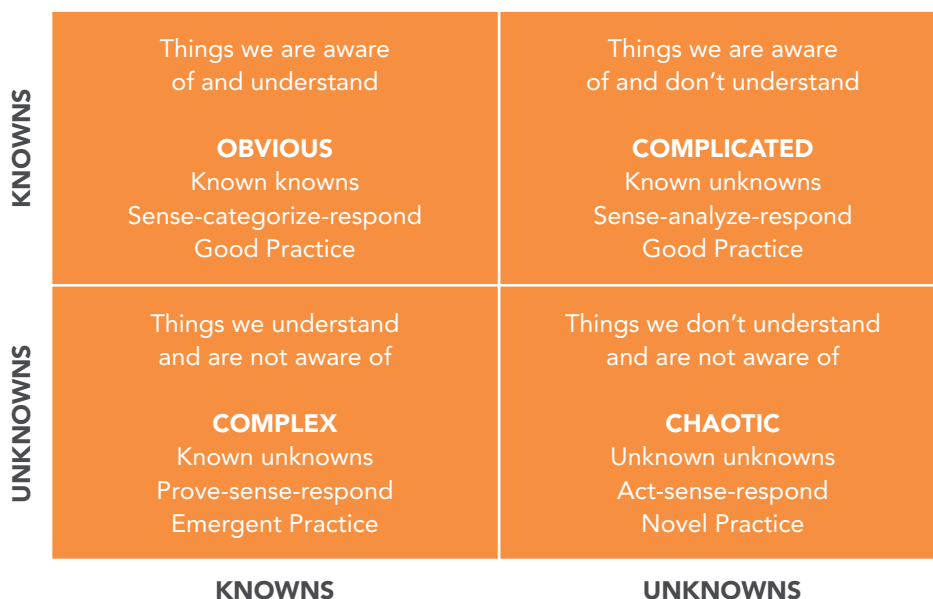 KNOWNS
Things we are aware
of and understand
OBVIOUS
Known knowns
Sense-categorize-respond
Good Practice
Things we are aware
of and don’t understand
COMPLICATED
Known unknowns
Sense-analyze-respond
Good Practice
UNKNOWNS
Things we understand
and are not aware of
COMPLEX
Known unknowns
Prove-sense-respond
Emergent Practice
Things we don’t understand
and are not aware of
CHAOTIC
Unknown unknowns
Act-sense-respond
Novel Practice
KNOWNS
UNKNOWNS